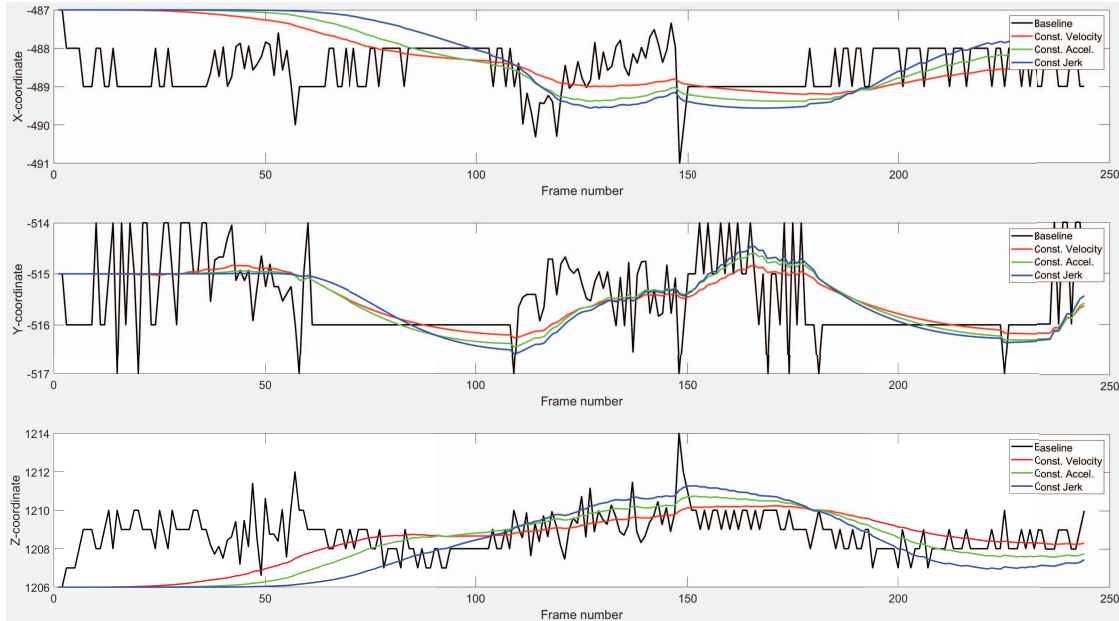 -487
-488
-489
-490
-491
X-coordinate
0
50
100
150
200
250
Frame number
Baseline
Const. Velocity
Const. Accel.
Const Jerk
-514
-515
-516
-517
Y-coordinate
0
50
100
150
200
250
Frame number
Baseline
Const. Velocity
Const. Accel.
Const Jerk
1214
1212
1210
1208
1206
Z-coordinate
0
50
100
150
200
250
Frame number
Baseline
Const. Velocity
Const. Accel.
Const Jerk